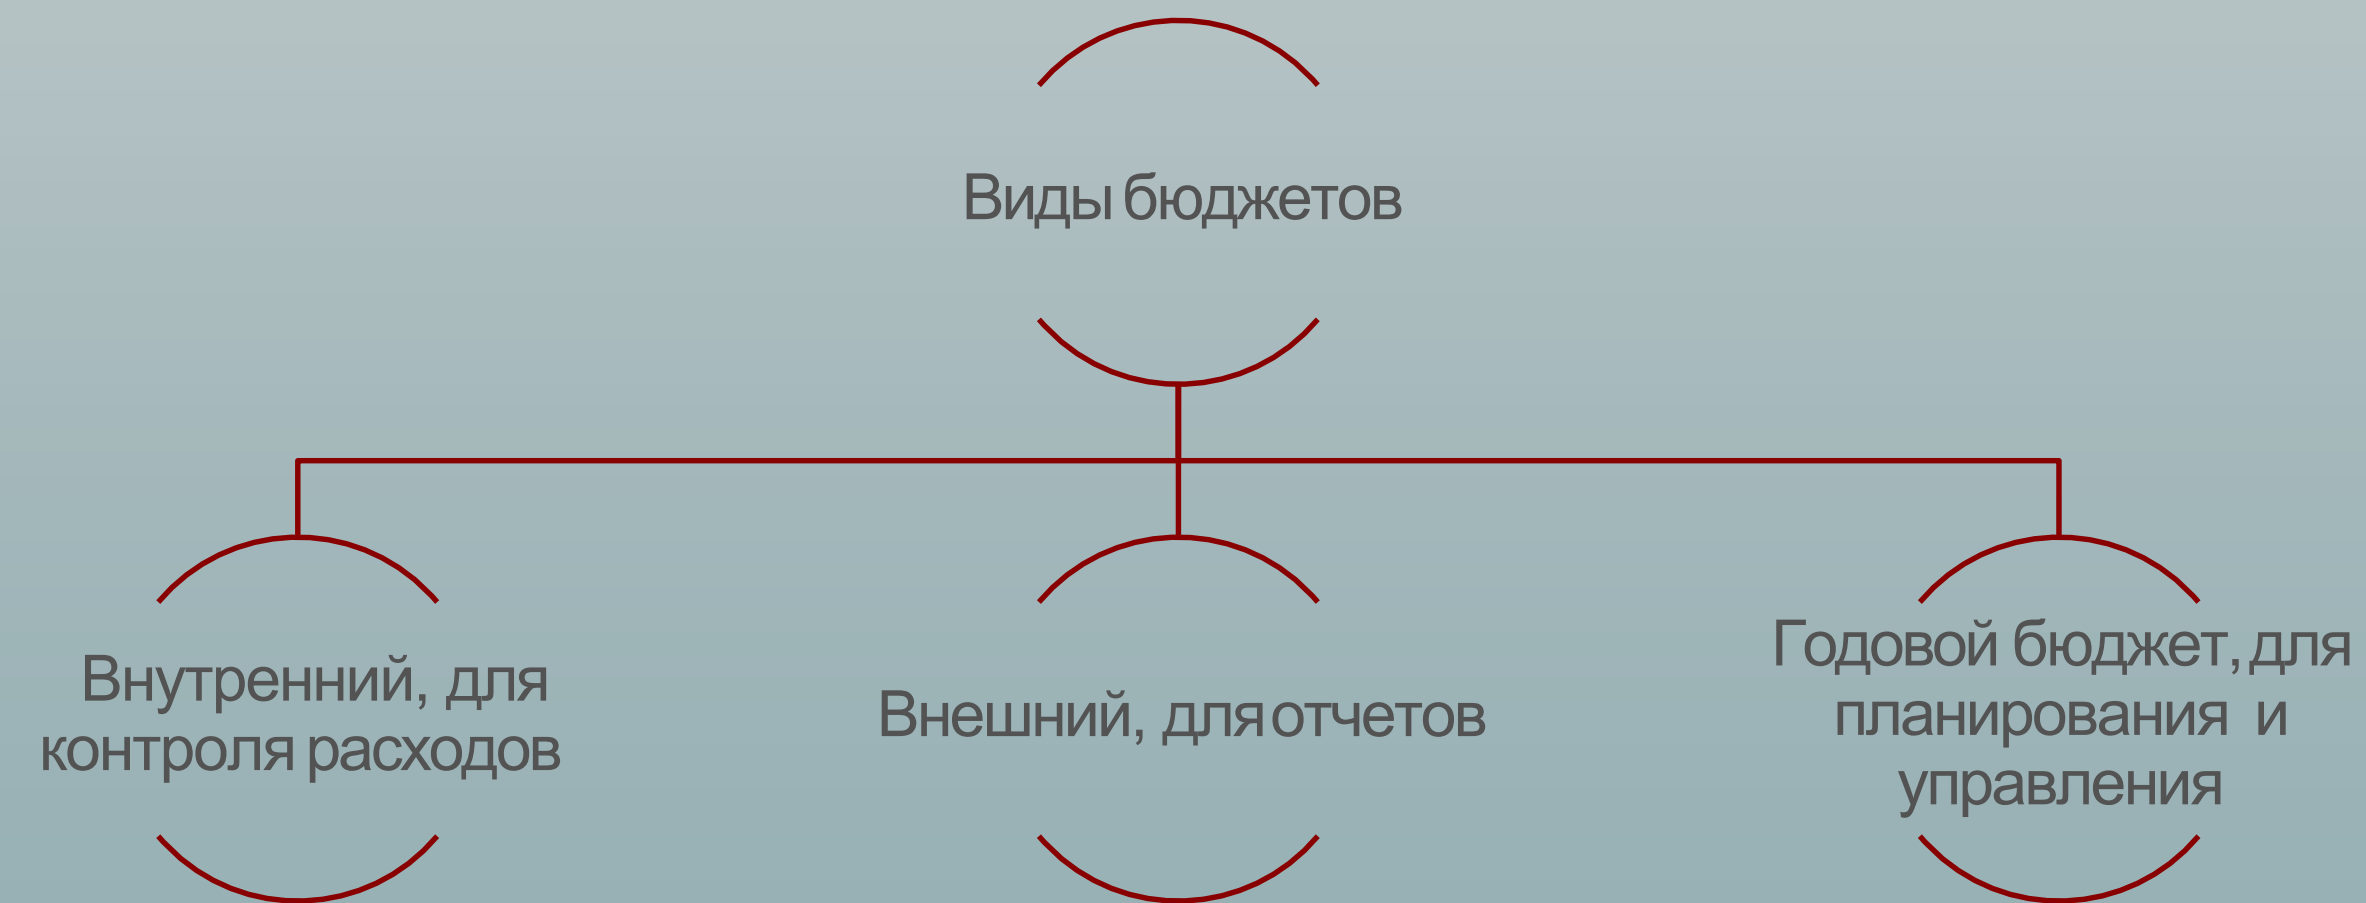 Виды бюджетов
Внутренний, для
контроля расходов
Внешний, для отчетов
Годовой бюджет, для
планирования и
управления